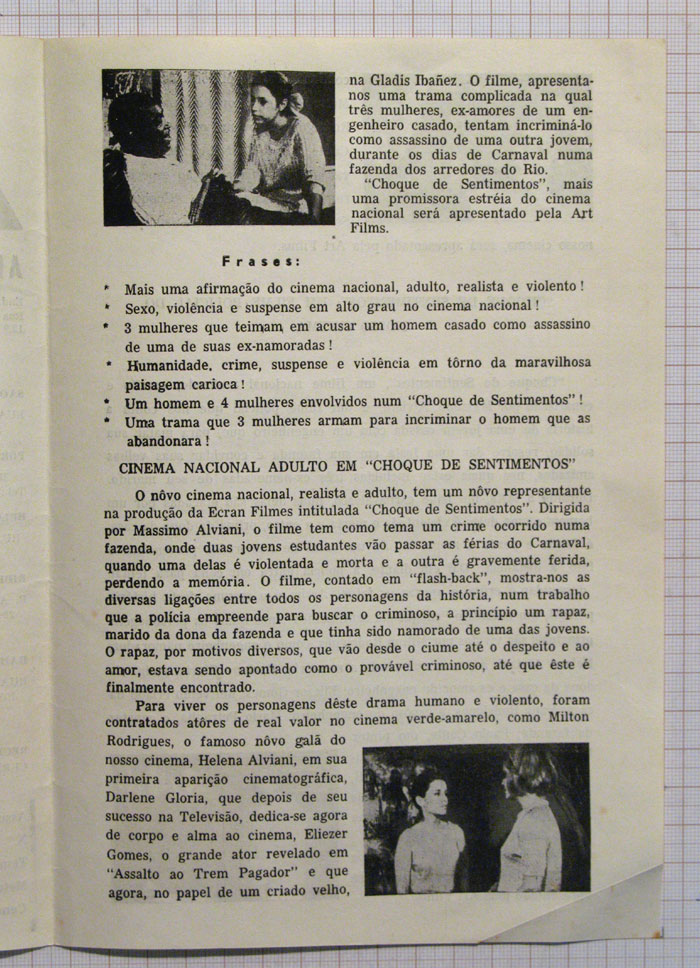 na Gladis Ibañez. O filme, apresenta-
nos uma trama complicada na qual
três mulheres, ex-amores de um en-
genheiro casado, tentam incriminá-lo
como assassino de uma outra jovem,
durante os dias de Carnaval numa
fazenda dos arredores do Rio.
"Choque de Sentimentos", mais
uma promissora estréia do cinema
nacional será apresentado pela Art
Films.
Frases:
* Mais uma afirmação do cinema nacional, adulto, realista e violento!
* Sexo, violência e suspense em alto grau no cinema nacional!
* 3 mulheres que teimam em acusar um homem casado como assassino
de uma de suas ex-namoradas!
* Humanidade, crime, suspense e violência em tôrno da maravilhosa
paisagem carioca!
* Um homem e 4 mulheres envolvidos num "Choque de Sentimentos"!
* Uma trama que 3 mulheres armam para incriminar o homem que as
abandonara!
CINEMA NACIONAL ADULTO EM "CHOQUE DE SENTIMENTOS"
O nôvo cinema nacional, realista e adulto, tem um nôvo representante
na produção da Ecran Filmes intitulada "Choque de Sentimentos". Dirigida
por Massimo Alviani, o filme tem como tema um crime ocorrido numa
fazenda, onde duas jovens estudantes vão passar as férias do Carnaval,
quando uma delas é violentada e morta e a outra é gravemente ferida,
perdendo a memória. O filme, contado em "flash-back", mostra-nos as
diversas ligações entre todos os personagens da história, num trabalho
que a polícia empreende para buscar o criminoso, a princípio um rapaz,
marido da dona da fazenda e que tinha sido namorado de uma das jovens.
O rapaz, por motivos diversos, que vão desde o ciume até o despeito e ao
amor, estava sendo apontado como o provável criminoso, até que êste é
finalmente encontrado.
Para viver os personagens dêste drama humano e violento, foram
contratados atôres de real valor no cinema verde-amarelo, como Milton
Rodrigues, o famoso nôvo galã do
nosso cinema, Helena Alviani, em sua
primeira aparição cinematográfica,
Darlene Gloria, que depois de seu
sucesso na Televisão, dedica-se agora
de corpo e alma ao cinema, Eliezer
Gomes, o grande ator revelado em
"Assalto ao Trem Pagador" e que
agora, no papel de um criado velho,